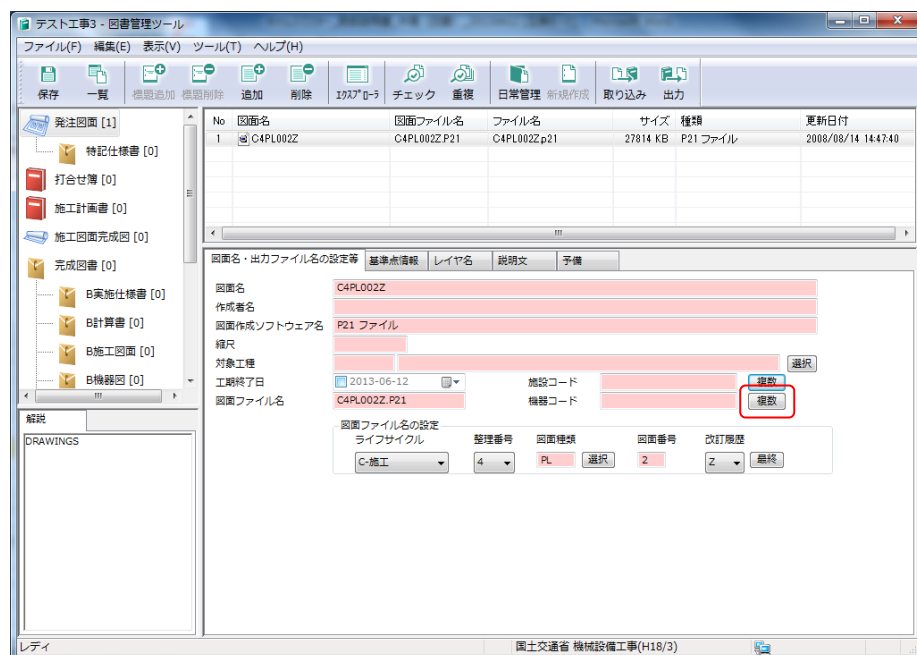 テスト工事3 - 図書管理ツール
ファイル(F) 編集(E) 表示(V) ツール(T) ヘルプ(H)
保存 一覧 標題追加 標題削除 追加 削除 ｴｸｽﾌﾟﾛｰﾗ チェック 重複 日常管理 新規作成 取り込み 出力
発注図面 [1]
特記仕様書 [0]
打合せ簿 [0]
施工計画書 [0]
施工図面完成図 [0]
完成図書 [0]
B実施仕様書 [0]
B計算書 [0]
B施工図面 [0]
B機器図 [0]
解説
DRAWINGS
No 図面名 図面ファイル名 ファイル名 サイズ 種類 更新日付
1 C4PL002Z C4PL002Z.P21 C4PL002Z.p21 27814 KB P21 ファイル 2008/08/14 14:47:40
図面名・出力ファイル名の設定等 基準点情報 レイヤ名 説明文 予備
図面名 C4PL002Z
作成者名
図面作成ソフトウェア名 P21 ファイル
縮尺
対象工種 選択
工期終了日 2013-06-12 施設コード 複数
図面ファイル名 C4PL002Z.P21 機器コード 複数
図面ファイル名の設定
ライフサイクル 整理番号 図面種類 図面番号 改訂履歴
C-施工 4 PL 選択 2 Z 最終
レディ 国土交通省 機械設備工事(H18/3)